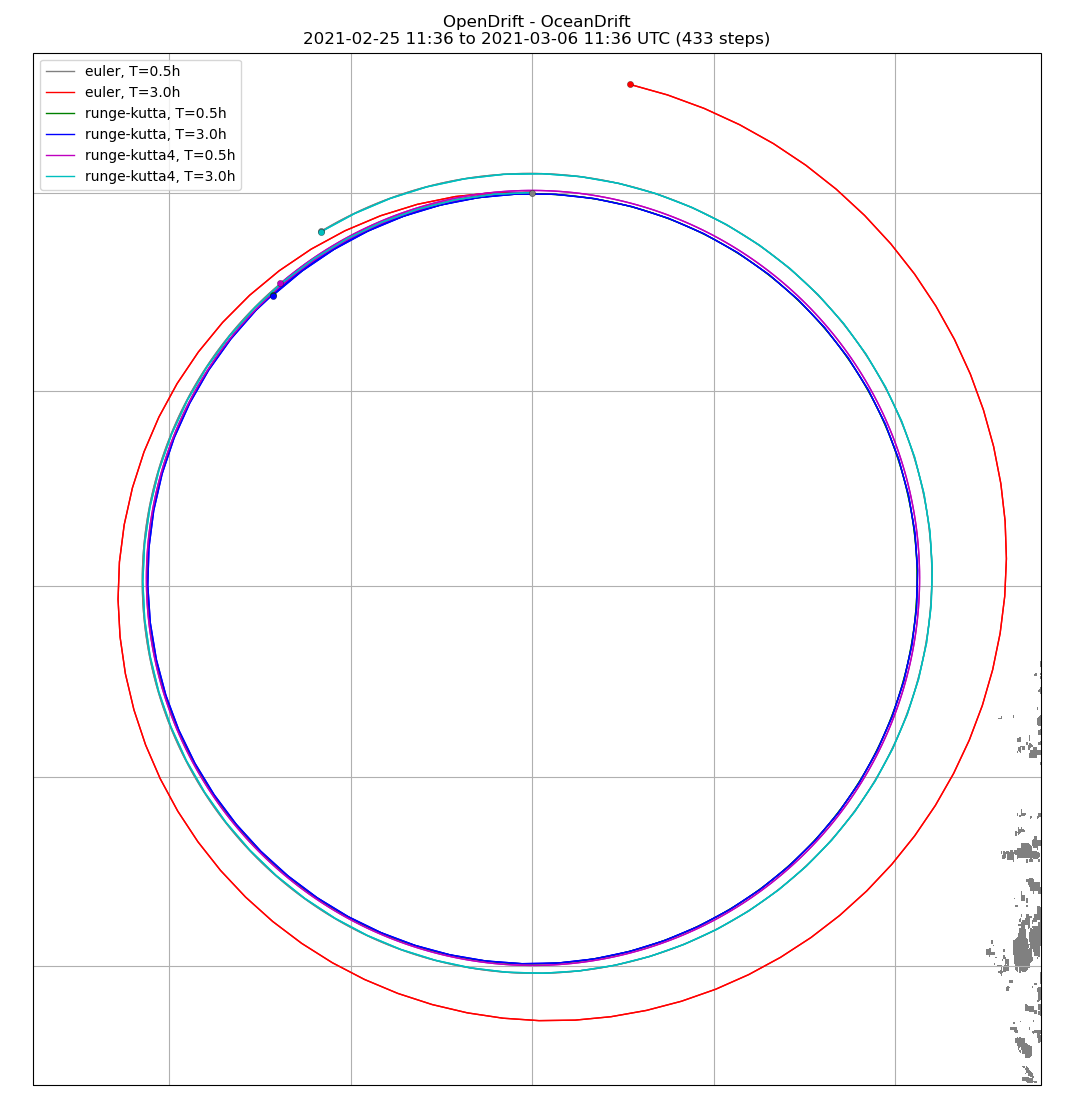 OpenDrift - OceanDrift
2021-02-25 11:36 to 2021-03-06 11:36 UTC (433 steps)
euler, T=0.5h
euler, T=3.0h
runge-kutta, T=0.5h
runge-kutta, T=3.0h
runge-kutta4, T=0.5h
runge-kutta4, T=3.0h